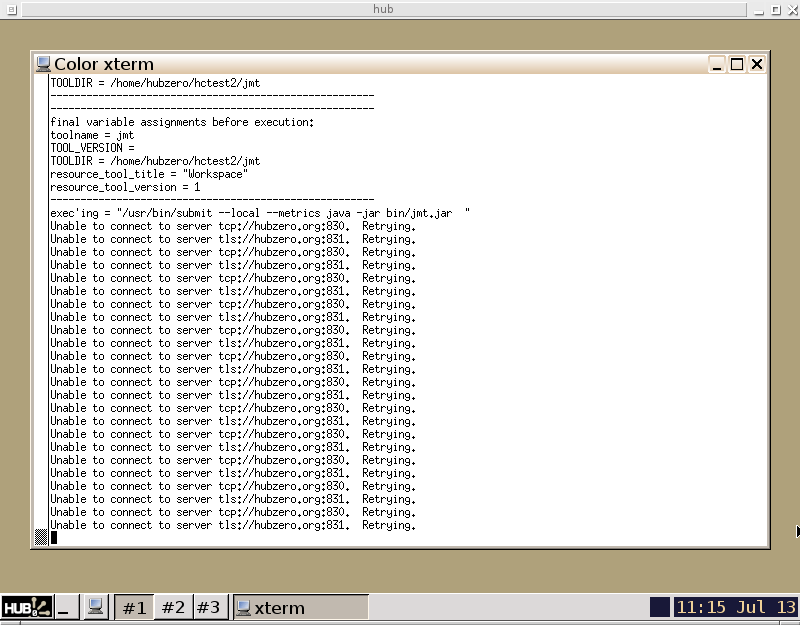 hub
Color xterm
TOOLDIR = /home/hubzero/hctest2/jmt
------------------------------------------------------
------------------------------------------------------
final variable assignments before execution:
toolname = jmt
TOOL_VERSION =
TOOLDIR = /home/hubzero/hctest2/jmt
resource_tool_title = "Workspace"
resource_tool_version = 1
------------------------------------------------------
exec'ing = "/usr/bin/submit --local --metrics java -jar bin/jmt.jar  "
Unable to connect to server tcp://hubzero.org:830.  Retrying.
Unable to connect to server tls://hubzero.org:831.  Retrying.
Unable to connect to server tcp://hubzero.org:830.  Retrying.
Unable to connect to server tls://hubzero.org:831.  Retrying.
Unable to connect to server tcp://hubzero.org:830.  Retrying.
Unable to connect to server tls://hubzero.org:831.  Retrying.
Unable to connect to server tcp://hubzero.org:830.  Retrying.
Unable to connect to server tls://hubzero.org:831.  Retrying.
Unable to connect to server tcp://hubzero.org:830.  Retrying.
Unable to connect to server tls://hubzero.org:831.  Retrying.
Unable to connect to server tcp://hubzero.org:830.  Retrying.
Unable to connect to server tls://hubzero.org:831.  Retrying.
Unable to connect to server tcp://hubzero.org:830.  Retrying.
Unable to connect to server tls://hubzero.org:831.  Retrying.
Unable to connect to server tcp://hubzero.org:830.  Retrying.
Unable to connect to server tls://hubzero.org:831.  Retrying.
Unable to connect to server tcp://hubzero.org:830.  Retrying.
Unable to connect to server tls://hubzero.org:831.  Retrying.
Unable to connect to server tcp://hubzero.org:830.  Retrying.
Unable to connect to server tls://hubzero.org:831.  Retrying.
Unable to connect to server tcp://hubzero.org:830.  Retrying.
Unable to connect to server tls://hubzero.org:831.  Retrying.
Unable to connect to server tcp://hubzero.org:830.  Retrying.
Unable to connect to server tls://hubzero.org:831.  Retrying.
HUB #1 #2 #3 xterm 11:15 Jul 13